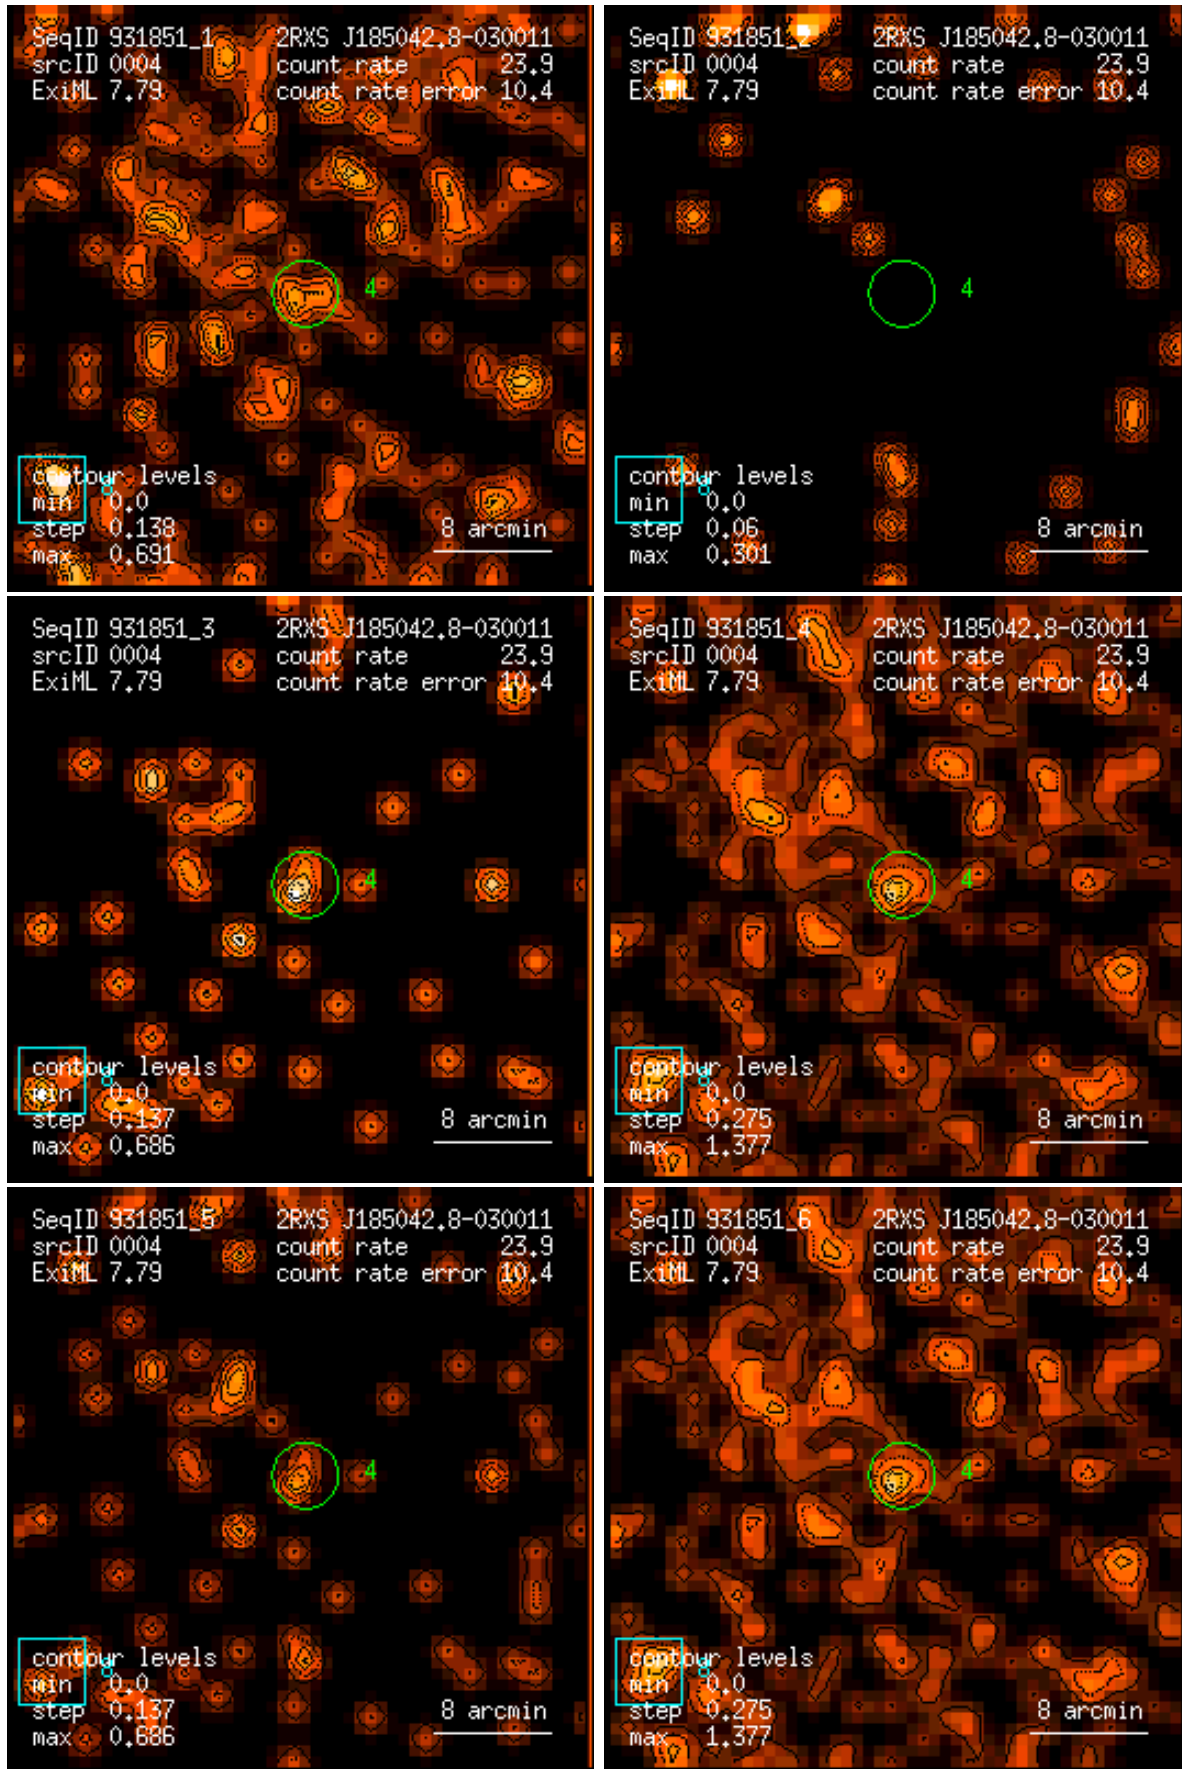 SeqID 931851_1 2RXS J185042.8-030011
srcID 0004 count rate 23.9
ExiML 7.79 count rate error 10.4
4
contour levels
8
min 0.0
step 0.138 8 arcmin
max 0.691
SeqID 931851_2 2RXS J185042.8-030011
srcID 0004 count rate 23.9
ExiML 7.79 count rate error 10.4
4
contour levels
8
min 0.0
step 0.06 8 arcmin
max 0.301
SeqID 931851_3 2RXS J185042.8-030011
srcID 0004 count rate 23.9
ExiML 7.79 count rate error 10.4
4
contour levels
8
min 0.0
step 0.137 8 arcmin
max 0.686
SeqID 931851_4 2RXS J185042.8-030011
srcID 0004 count rate 23.9
ExiML 7.79 count rate error 10.4
4
contour levels
8
min 0.0
step 0.275 8 arcmin
max 1.377
SeqID 931851_5 2RXS J185042.8-030011
srcID 0004 count rate 23.9
ExiML 7.79 count rate error 10.4
4
contour levels
8
min 0.0
step 0.137 8 arcmin
max 0.686
SeqID 931851_6 2RXS J185042.8-030011
srcID 0004 count rate 23.9
ExiML 7.79 count rate error 10.4
4
contour levels
8
min 0.0
step 0.275 8 arcmin
max 1.377